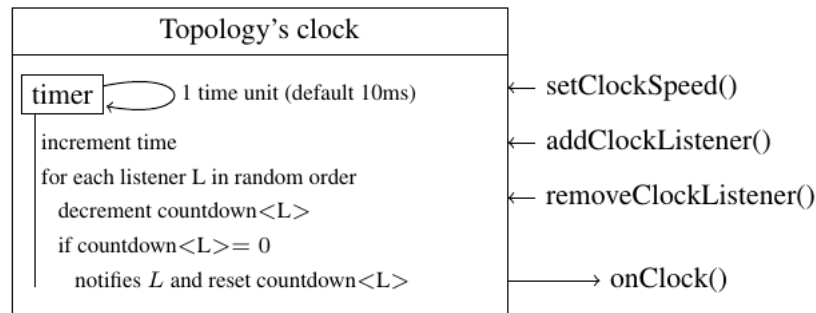 Topology's clock
timer
1 time unit (default 10ms)
increment time
for each listener L in random order
decrement countdown<L>
if countdown<L>= 0
notifies L and reset countdown<L>
setClockSpeed()
addClockListener()
removeClockListener()
onClock()